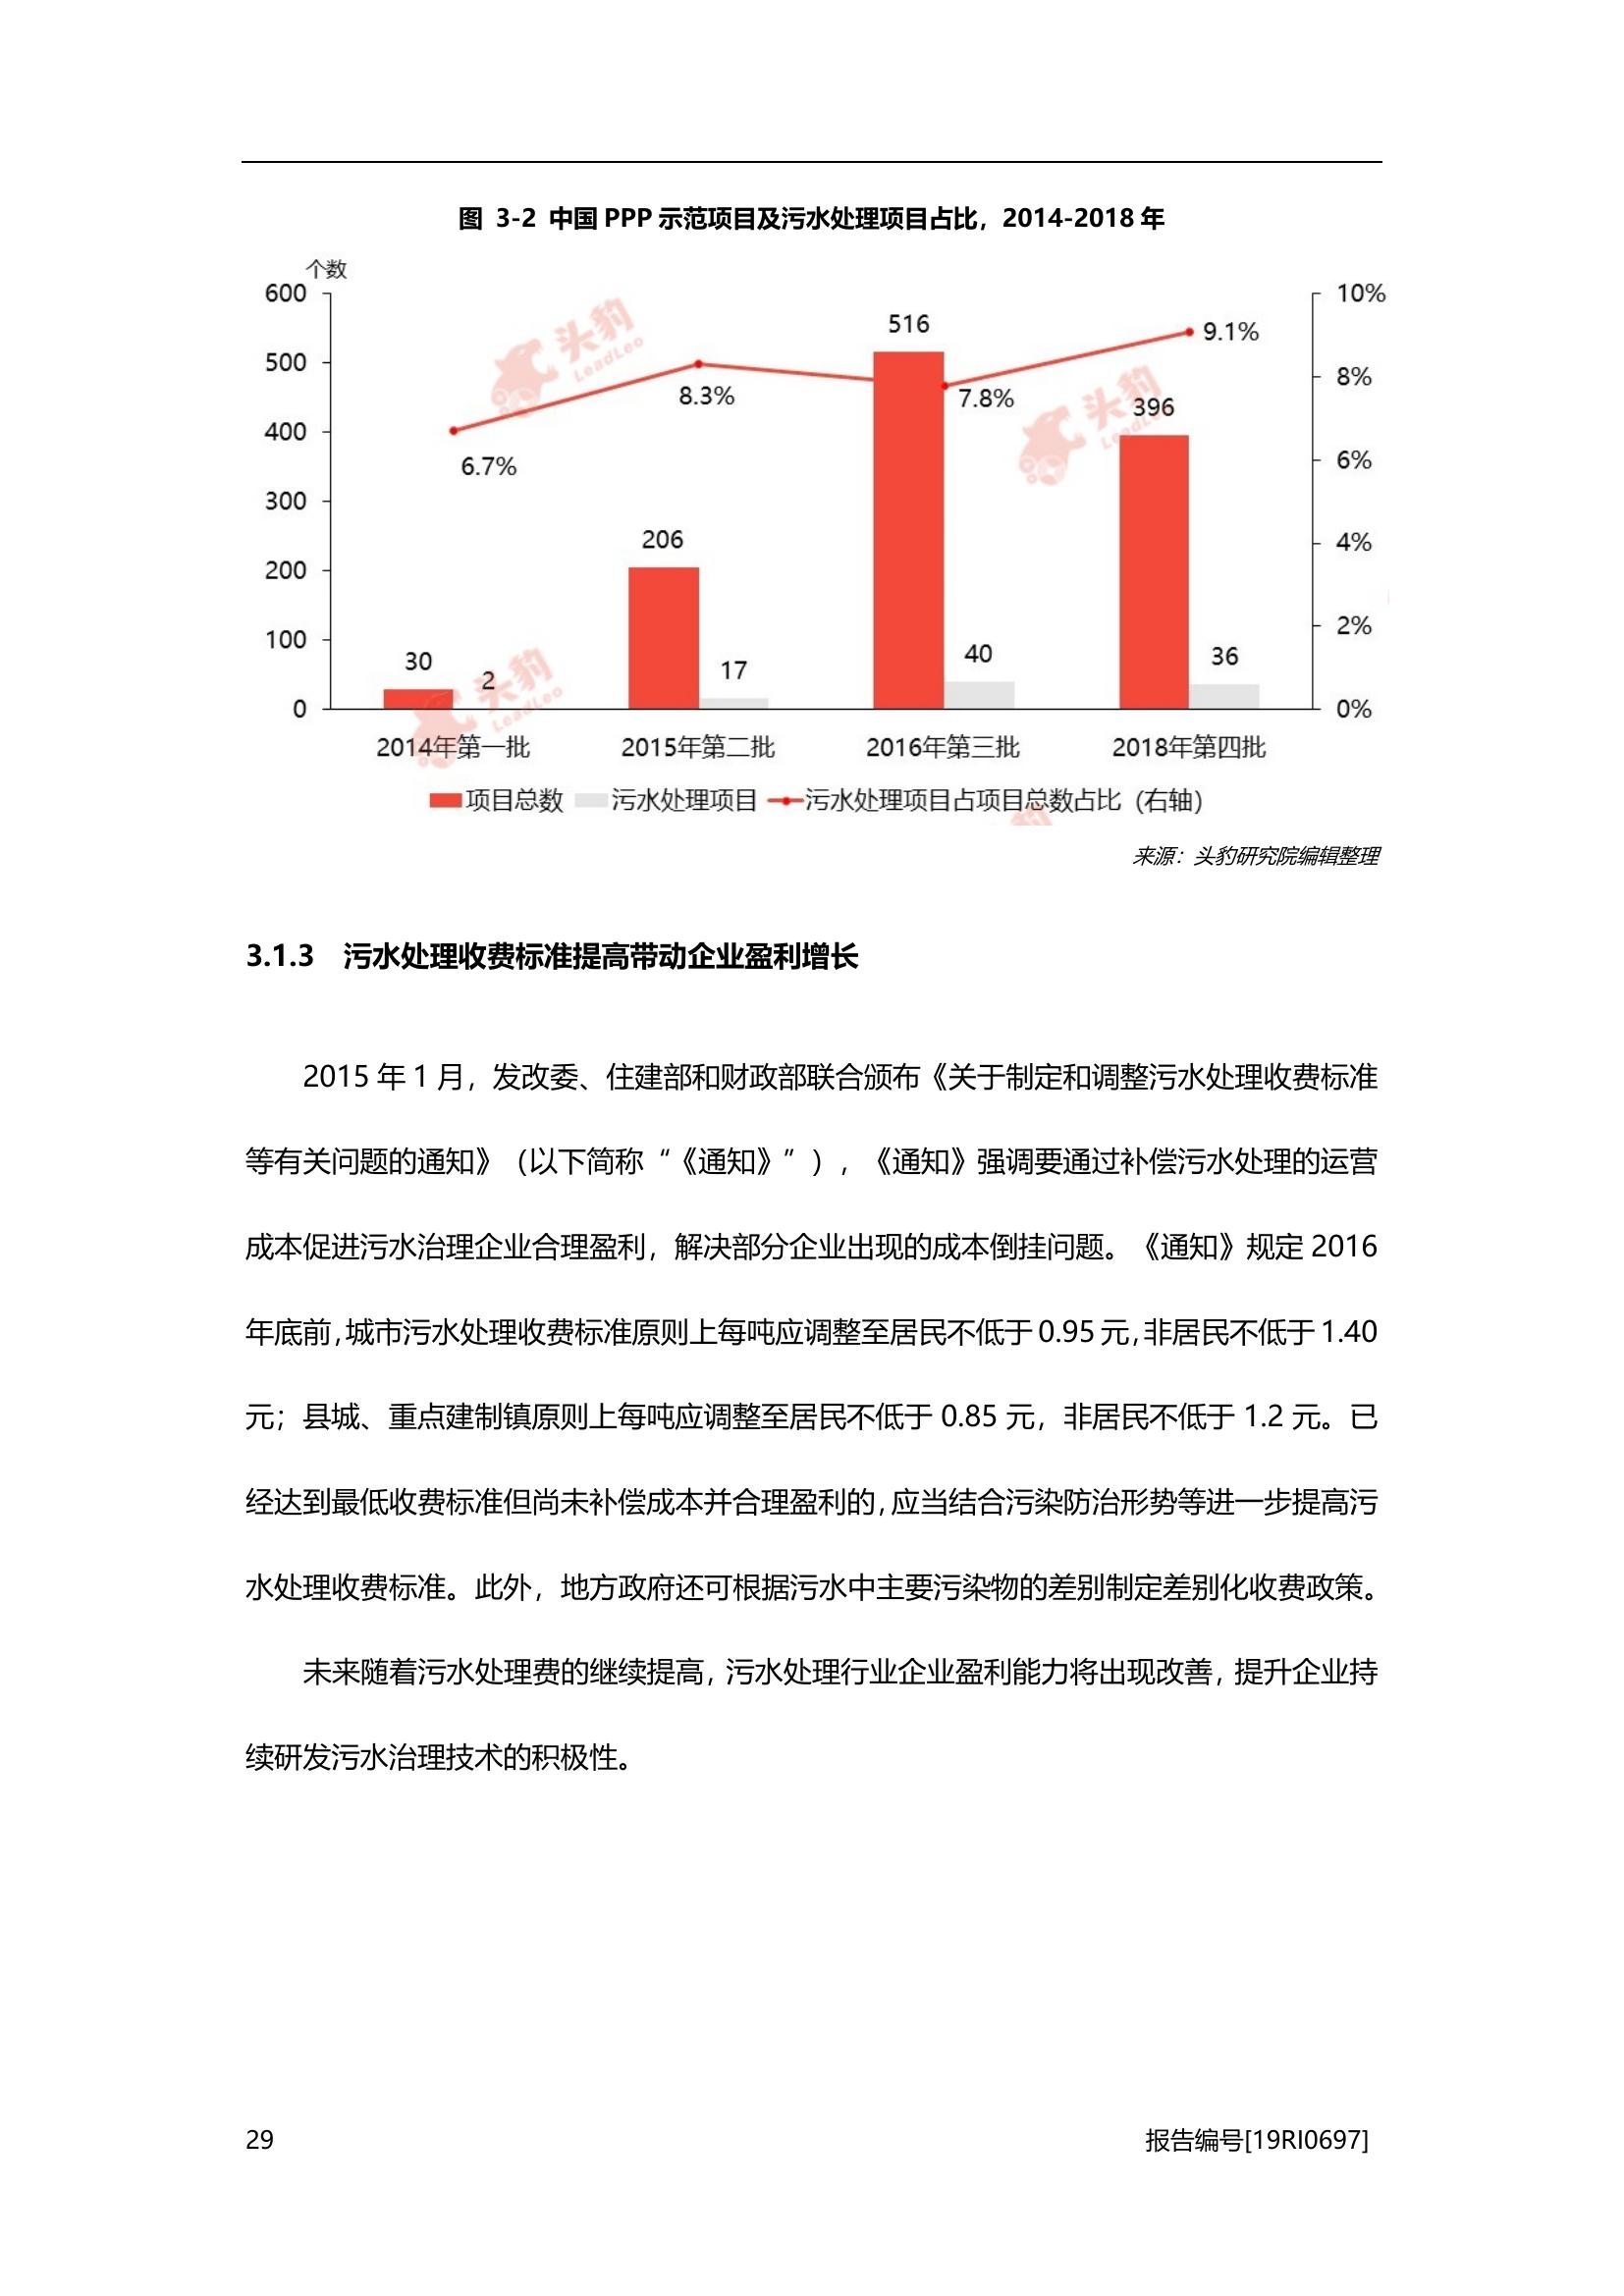 图 3-2 中国 PPP 示范项目及污水处理项目占比，2014-2018 年
个数
600
500
400
300
200
100
0
10%
8%
6%
4%
2%
0%
516
396
206
30
2
17
40
36
6.7%
8.3%
7.8%
9.1%
头豹
LeadLeo
头豹
LeadLeo
头豹
LeadLeo
2014年第一批 2015年第二批 2016年第三批 2018年第四批
项目总数 污水处理项目 污水处理项目占项目总数占比（右轴）
来源：头豹研究院编辑整理
3.1.3 污水处理收费标准提高带动企业盈利增长
2015 年 1 月，发改委、住建部和财政部联合颁布《关于制定和调整污水处理收费标准
等有关问题的通知》（以下简称“《通知》”），《通知》强调要通过补偿污水处理的运营
成本促进污水治理企业合理盈利，解决部分企业出现的成本倒挂问题。《通知》规定 2016
年底前，城市污水处理收费标准原则上每吨应调整至居民不低于 0.95 元，非居民不低于 1.40
元；县城、重点建制镇原则上每吨应调整至居民不低于 0.85 元，非居民不低于 1.2 元。已
经达到最低收费标准但尚未补偿成本并合理盈利的，应当结合污染防治形势等进一步提高污
水处理收费标准。此外，地方政府还可根据污水中主要污染物的差别制定差别化收费政策。
未来随着污水处理费的继续提高，污水处理行业企业盈利能力将出现改善，提升企业持
续研发污水治理技术的积极性。
29 报告编号[19RI0697]